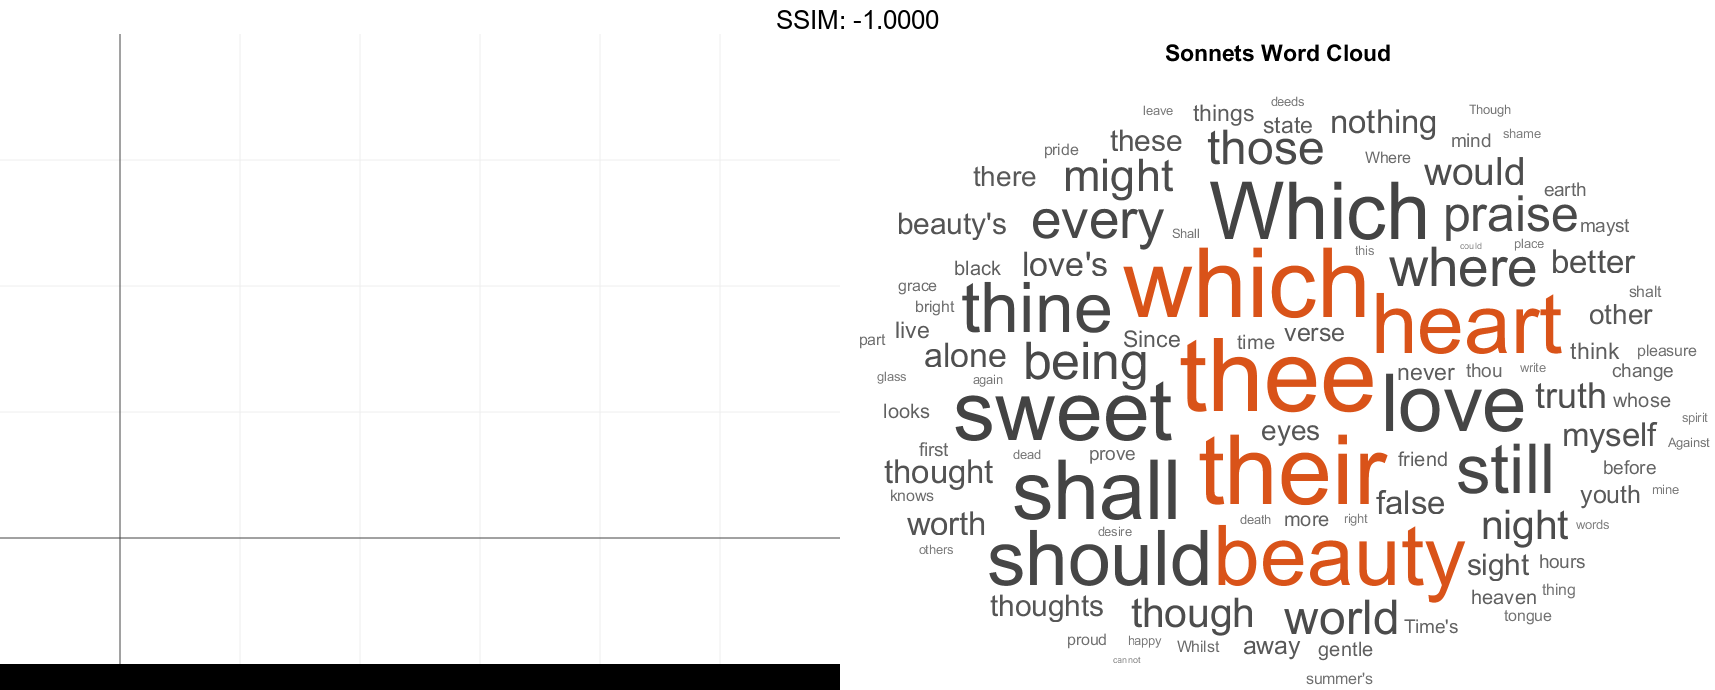 SSIM: -1.0000
Sonnets Word Cloud
leave things deeds Though
state nothing
these those mind shame
pride Where
there might would
earth
beauty's every Which praise mayst
Shall
could place
this
black love's which where better
grace
bright thine heart shalt
other
part live Since time verse
alone being thee think pleasure
glass again never thou write change
looks sweet love truth whose
spirit
eyes myself Against
first dead prove their friend still before
thought shall
knows false youth mine
worth death more right night words
desire
others should beauty sight hours
heaven thing
thoughts though world tongue
Time's
proud happy Whilst away gentle
cannot
summer's